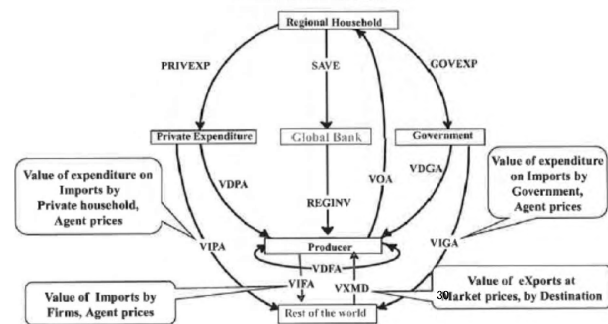 Regional Household
PRIVEXP
SAVE
GOVEXP
Private Expenditure
Global Bank
Government
Value of expenditure on
Imports by
Private household,
Agent prices
VDPA
VOA
VDGA
Value of expenditure
on Imports by
Government,
Agent prices
REGINV
VIPA
Producer
VIGA
VDFA
VIFA
VXMD
Value of Imports by
Firms, Agent prices
Value of eXports at
30
Market prices, by Destination
Rest of the world